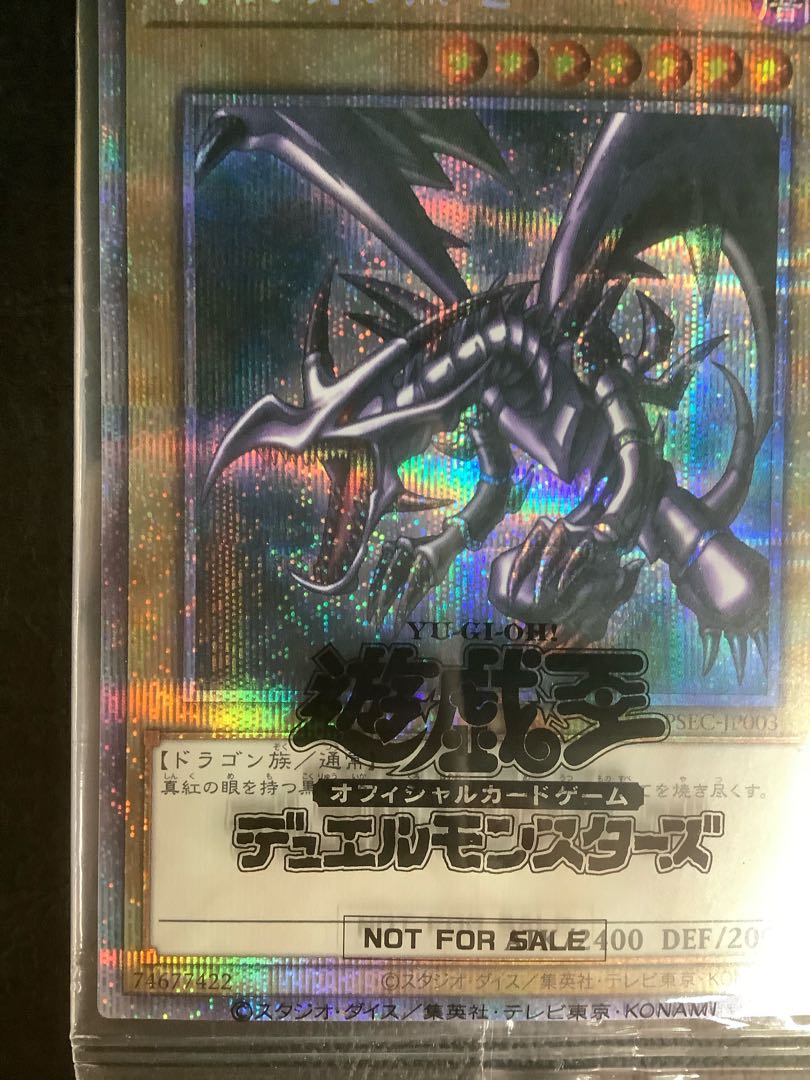 YU-GI-OH!
遊戯王
PSEC-JP003
【ドラゴン族／通常】
真紅の眼を持つ黒
を焼き尽くす。
オフィシャルカードゲーム
デュエルモンスターズ
NOT FOR SALE
2400 DEF/200
74677422
©スタジオ・ダイス／集英社・テレビ東京・KO
©スタジオ・ダイス／集英社・テレビ東京・KONAMI